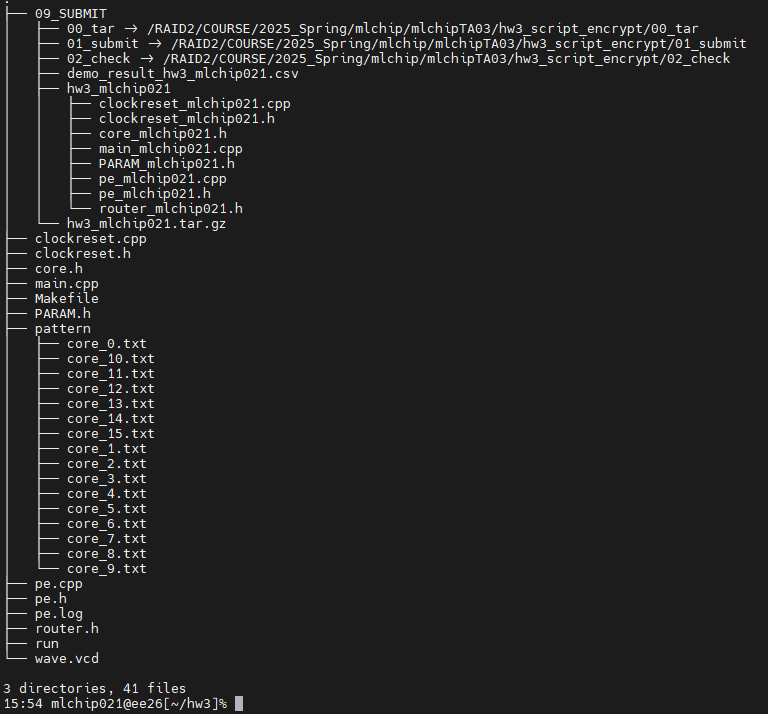 .
├── 09_SUBMIT
│   ├── 00_tar -> /RAID2/COURSE/2025_Spring/mlchip/mlchipTA03/hw3_script_encrypt/00_tar
│   ├── 01_submit -> /RAID2/COURSE/2025_Spring/mlchip/mlchipTA03/hw3_script_encrypt/01_submit
│   ├── 02_check -> /RAID2/COURSE/2025_Spring/mlchip/mlchipTA03/hw3_script_encrypt/02_check
│   ├── demo_result_hw3_mlchip021.csv
│   ├── hw3_mlchip021
│   │   ├── clockreset_mlchip021.cpp
│   │   ├── clockreset_mlchip021.h
│   │   ├── core_mlchip021.h
│   │   ├── main_mlchip021.cpp
│   │   ├── PARAM_mlchip021.h
│   │   ├── pe_mlchip021.cpp
│   │   ├── pe_mlchip021.h
│   │   └── router_mlchip021.h
│   └── hw3_mlchip021.tar.gz
├── clockreset.cpp
├── clockreset.h
├── core.h
├── main.cpp
├── Makefile
├── PARAM.h
├── pattern
│   ├── core_0.txt
│   ├── core_10.txt
│   ├── core_11.txt
│   ├── core_12.txt
│   ├── core_13.txt
│   ├── core_14.txt
│   ├── core_15.txt
│   ├── core_1.txt
│   ├── core_2.txt
│   ├── core_3.txt
│   ├── core_4.txt
│   ├── core_5.txt
│   ├── core_6.txt
│   ├── core_7.txt
│   ├── core_8.txt
│   └── core_9.txt
├── pe.cpp
├── pe.h
├── pe.log
├── router.h
├── run
└── wave.vcd

3 directories, 41 files
15:54 mlchip021@ee26[~/hw3]%